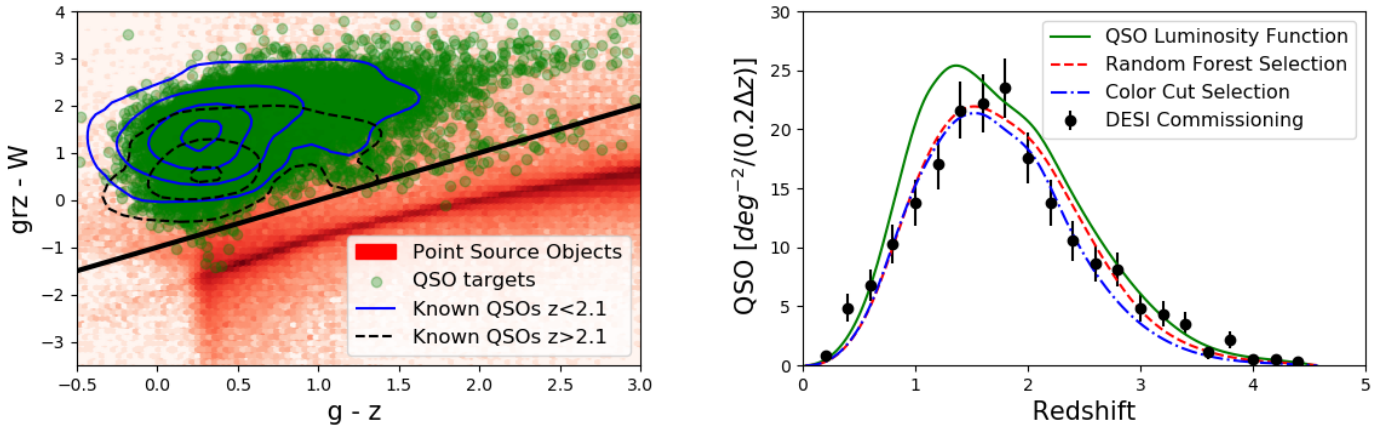 4
3
2
1
0
−1
−2
−3
−0.5 0.0 0.5 1.0 1.5 2.0 2.5 3.0
grz - W
g - z
Point Source Objects
QSO targets
Known QSOs z<2.1
Known QSOs z>2.1
30
25
20
15
10
5
0
0 1 2 3 4 5
QSO [deg⁻²/(0.2Δz)]
Redshift
QSO Luminosity Function
Random Forest Selection
Color Cut Selection
DESI Commissioning